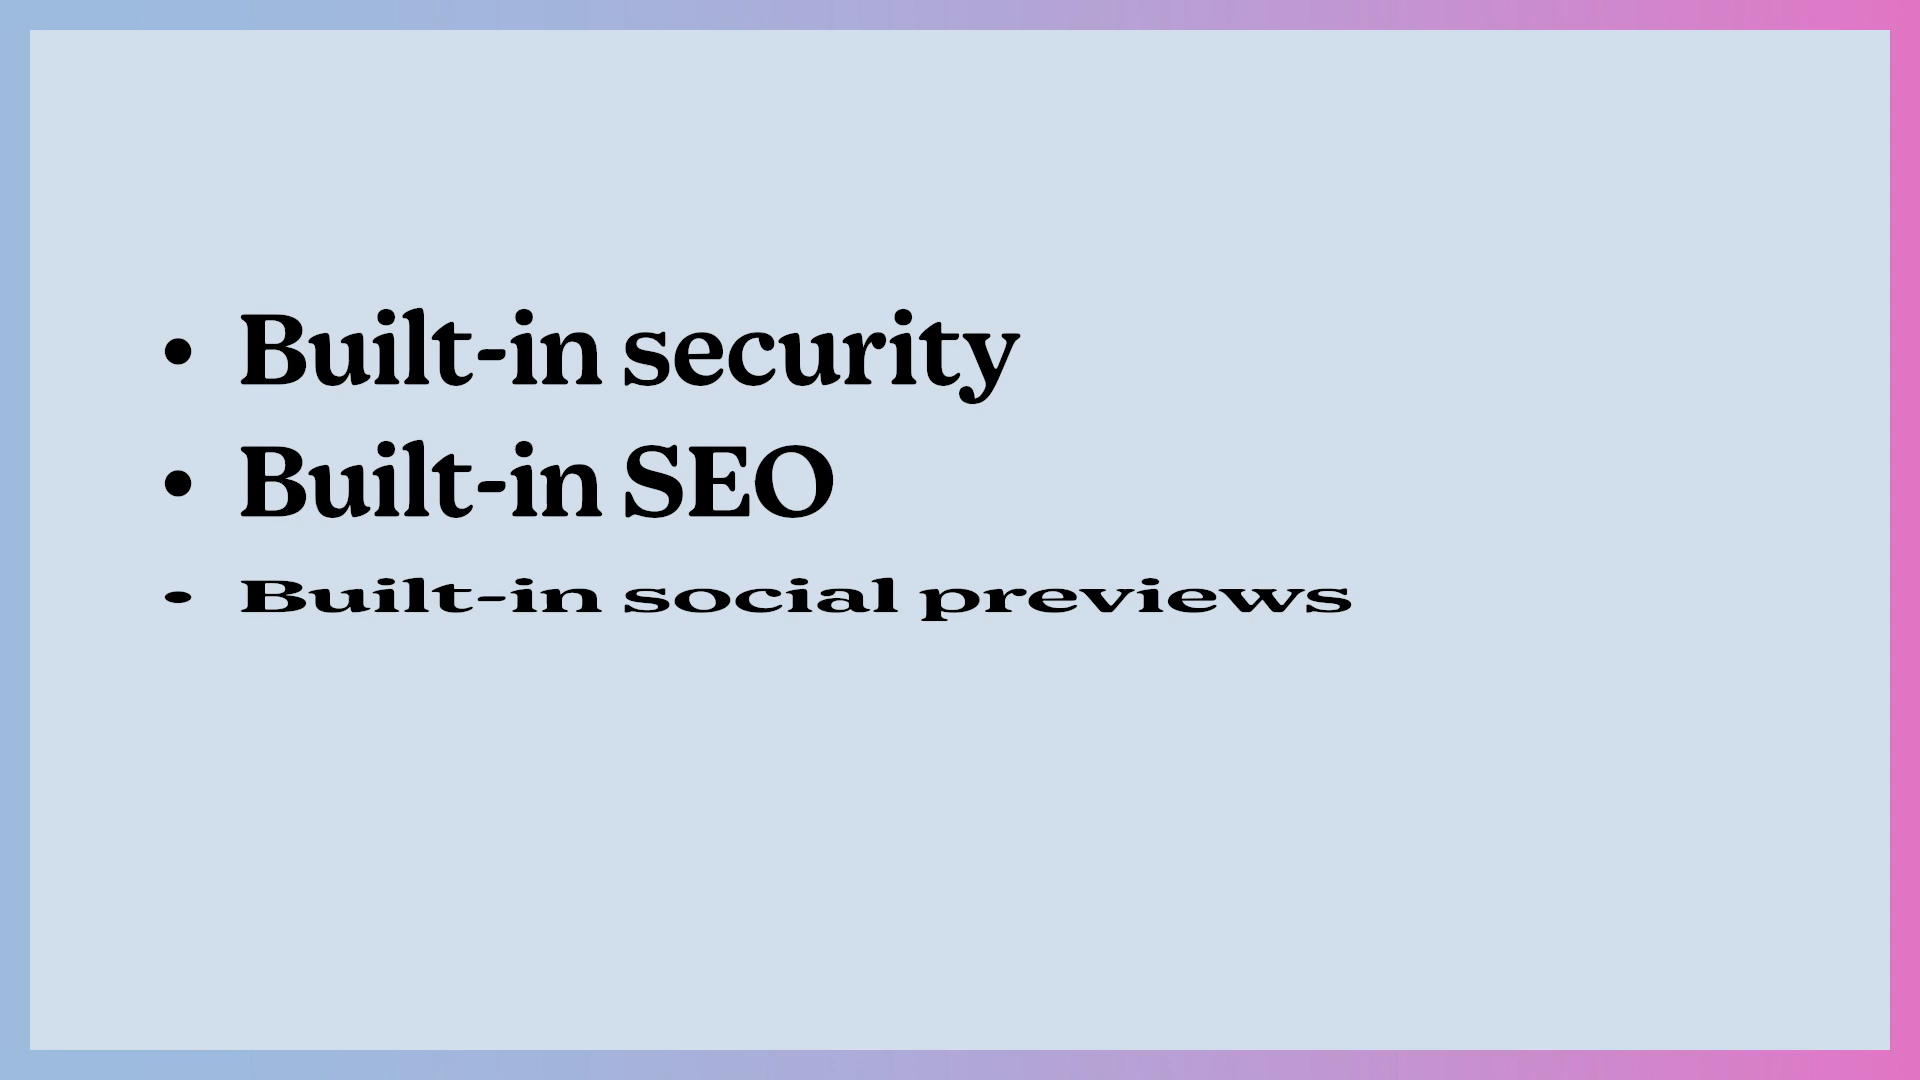 • Built-in security
• Built-in SEO
• Built-in social previews